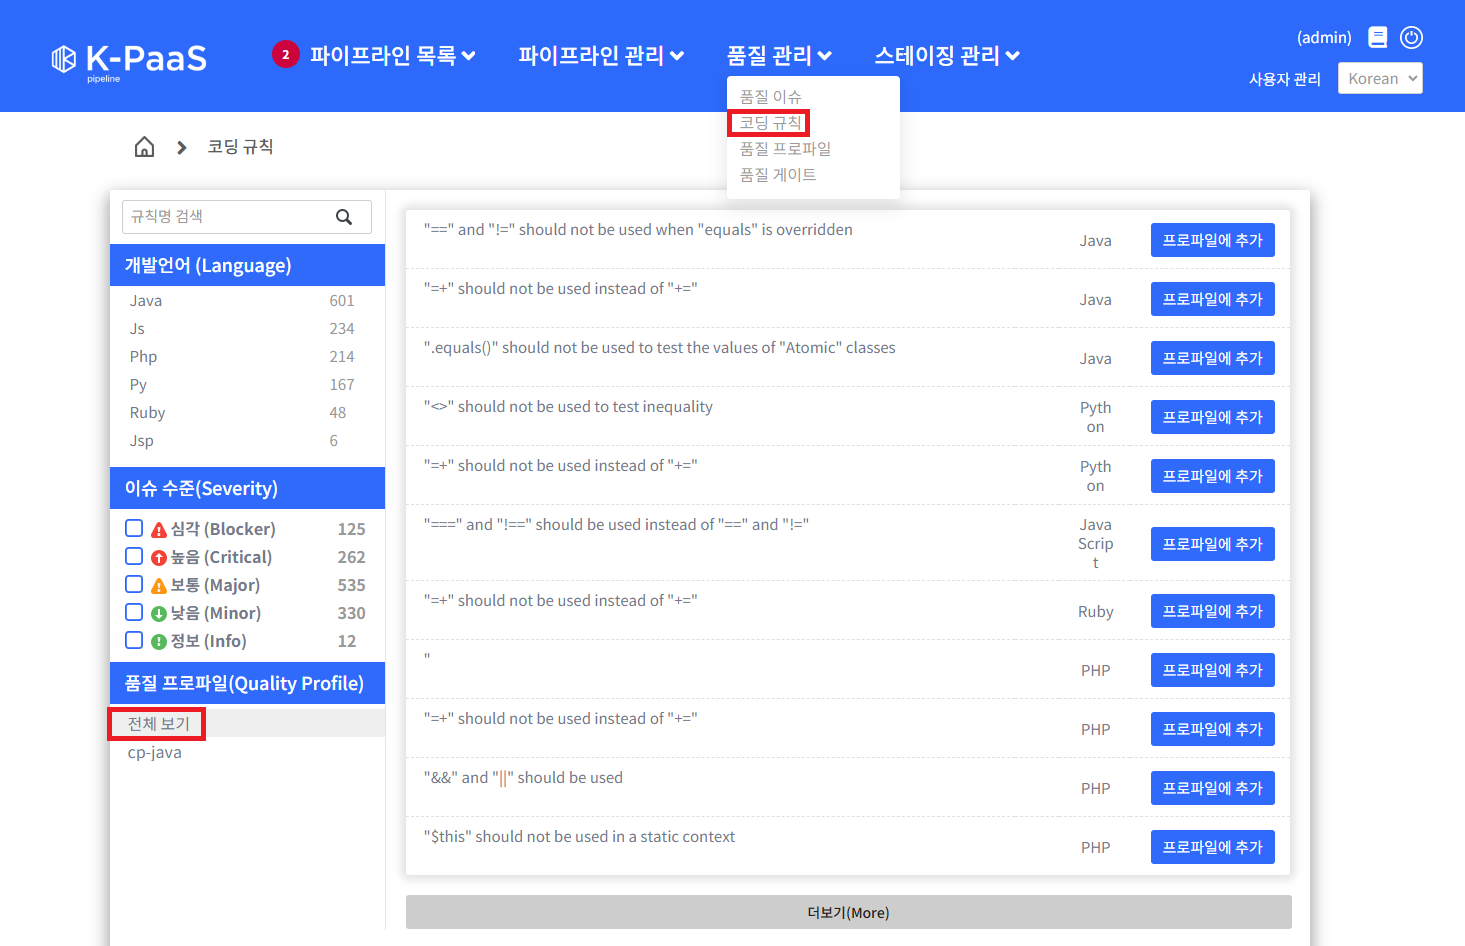 K-PaaS
pipeline
2 파이프라인 목록 파이프라인 관리 품질 관리 스테이징 관리
(admin)
사용자 관리 Korean
품질 이슈
코딩 규칙
품질 프로파일
품질 게이트
코딩 규칙
규칙명 검색
개발언어 (Language)
Java 601
Js 234
Php 214
Py 167
Ruby 48
Jsp 6
이슈 수준(Severity)
심각 (Blocker) 125
높음 (Critical) 262
보통 (Major) 535
낮음 (Minor) 330
정보 (Info) 12
품질 프로파일(Quality Profile)
전체 보기
cp-java
"==" and "!=" should not be used when "equals" is overridden
Java 프로파일에 추가
"=+" should not be used instead of "+="
Java 프로파일에 추가
".equals()" should not be used to test the values of "Atomic" classes
Java 프로파일에 추가
"<>" should not be used to test inequality
Pyth
on
프로파일에 추가
"=+" should not be used instead of "+="
Pyth
on
프로파일에 추가
"===" and "!==" should be used instead of "==" and "!="
Java
Scrip
t
프로파일에 추가
"=+" should not be used instead of "+="
Ruby 프로파일에 추가
"
PHP 프로파일에 추가
"=+" should not be used instead of "+="
PHP 프로파일에 추가
"&&" and "||" should be used
PHP 프로파일에 추가
"$this" should not be used in a static context
PHP 프로파일에 추가
더보기(More)